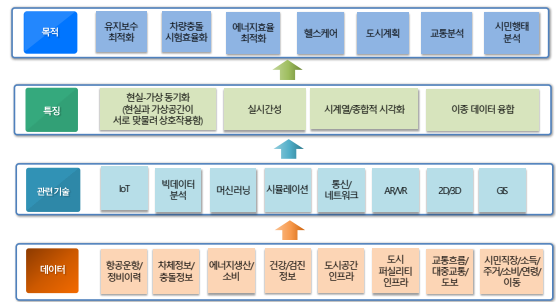 목적
유지보수
최적화
차량충돌
시험효율화
에너지효율
최적화
헬스케어
도시계획
교통분석
시민행태
분석
특징
현실-가상 동기화
(현실과 가상공간이
서로 맞물려 상호작용함)
실시간성
시계열/종합적 시각화
이종 데이터 융합
관련 기술
IoT
빅데이터
분석
머신러닝
시뮬레이션
통신/
네트워크
AR/VR
2D/3D
GIS
데이터
항공운항/
정비이력
차체정보/
충돌정보
에너지생산/
소비
건강/검진
정보
도시공간
인프라
도시
퍼실리티
인프라
교통흐름/
대중교통/
도보
시민직장/소득/
주거/소비/연령/
이동